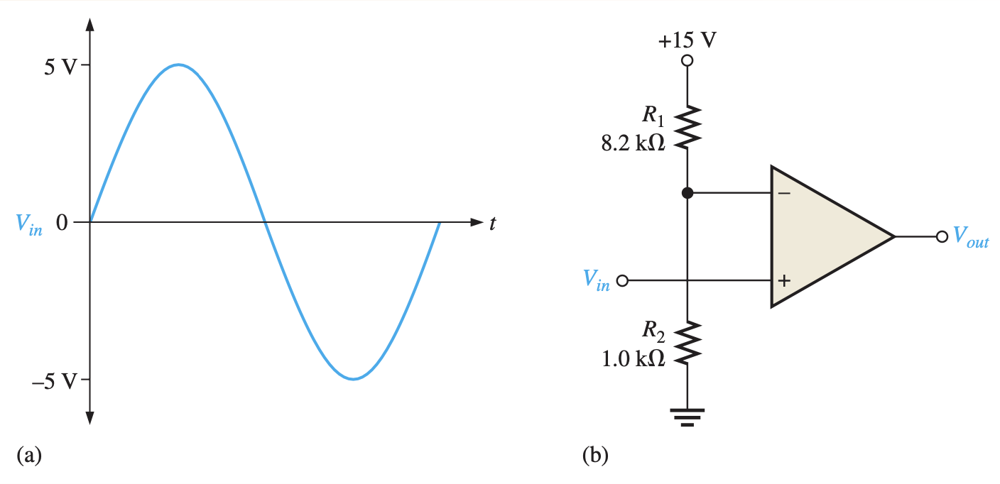 5 V
V_in 0
t
–5 V
(a)
+15 V
R_1
8.2 kΩ
–
V_out
V_in
+
R_2
1.0 kΩ
(b)